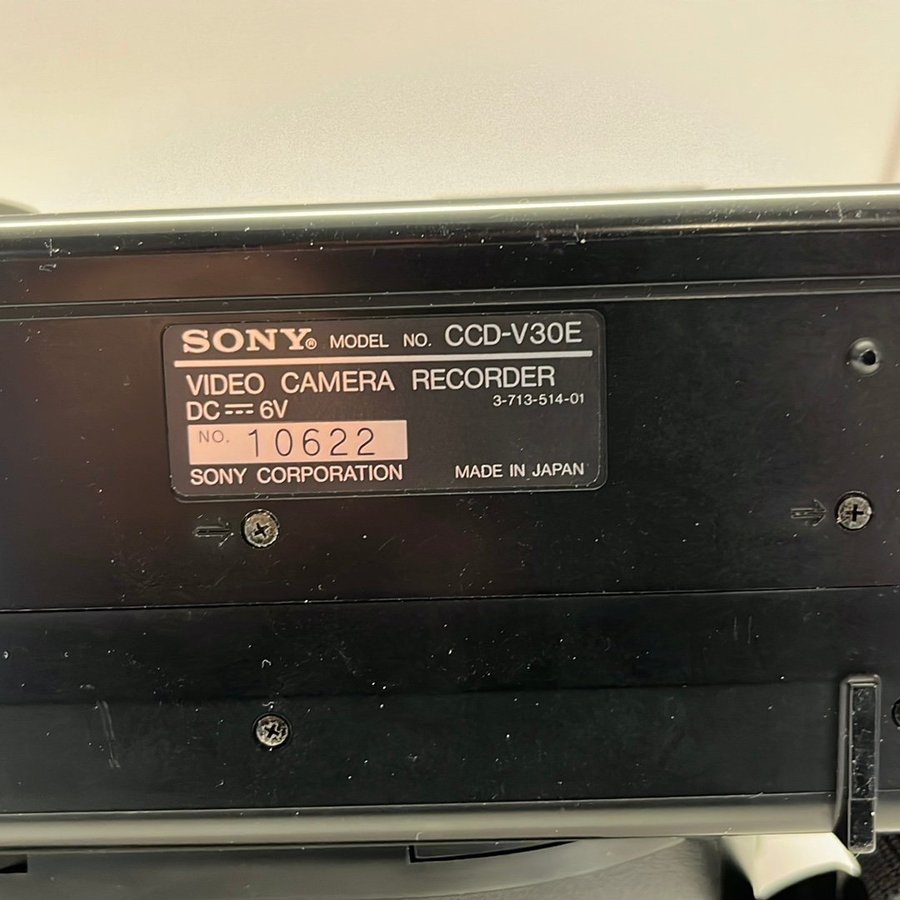 SONY® MODEL NO. CCD-V30E
VIDEO CAMERA RECORDER
DC ⎓ 6V 3-713-514-01
NO. 10622
SONY CORPORATION MADE IN JAPAN